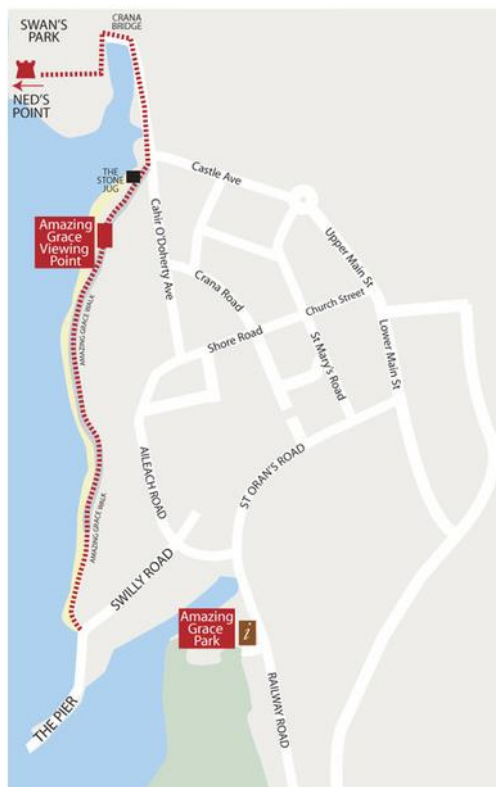 CRANA
BRIDGE
SWAN'S
PARK
NED'S
POINT
THE
STONE
JUG
Castle Ave
Amazing
Grace
Viewing
Point
Cahir O'Doherty Ave
Upper Main St
Crana Road
Church Street
Shore Road
St Mary's Road
Lower Main St
AMAZING GRACE WALK
AILEACH ROAD
ST ORAN'S ROAD
AMAZING GRACE WALK
SWILLY ROAD
Amazing
Grace
Park
i
THE PIER
RAILWAY ROAD